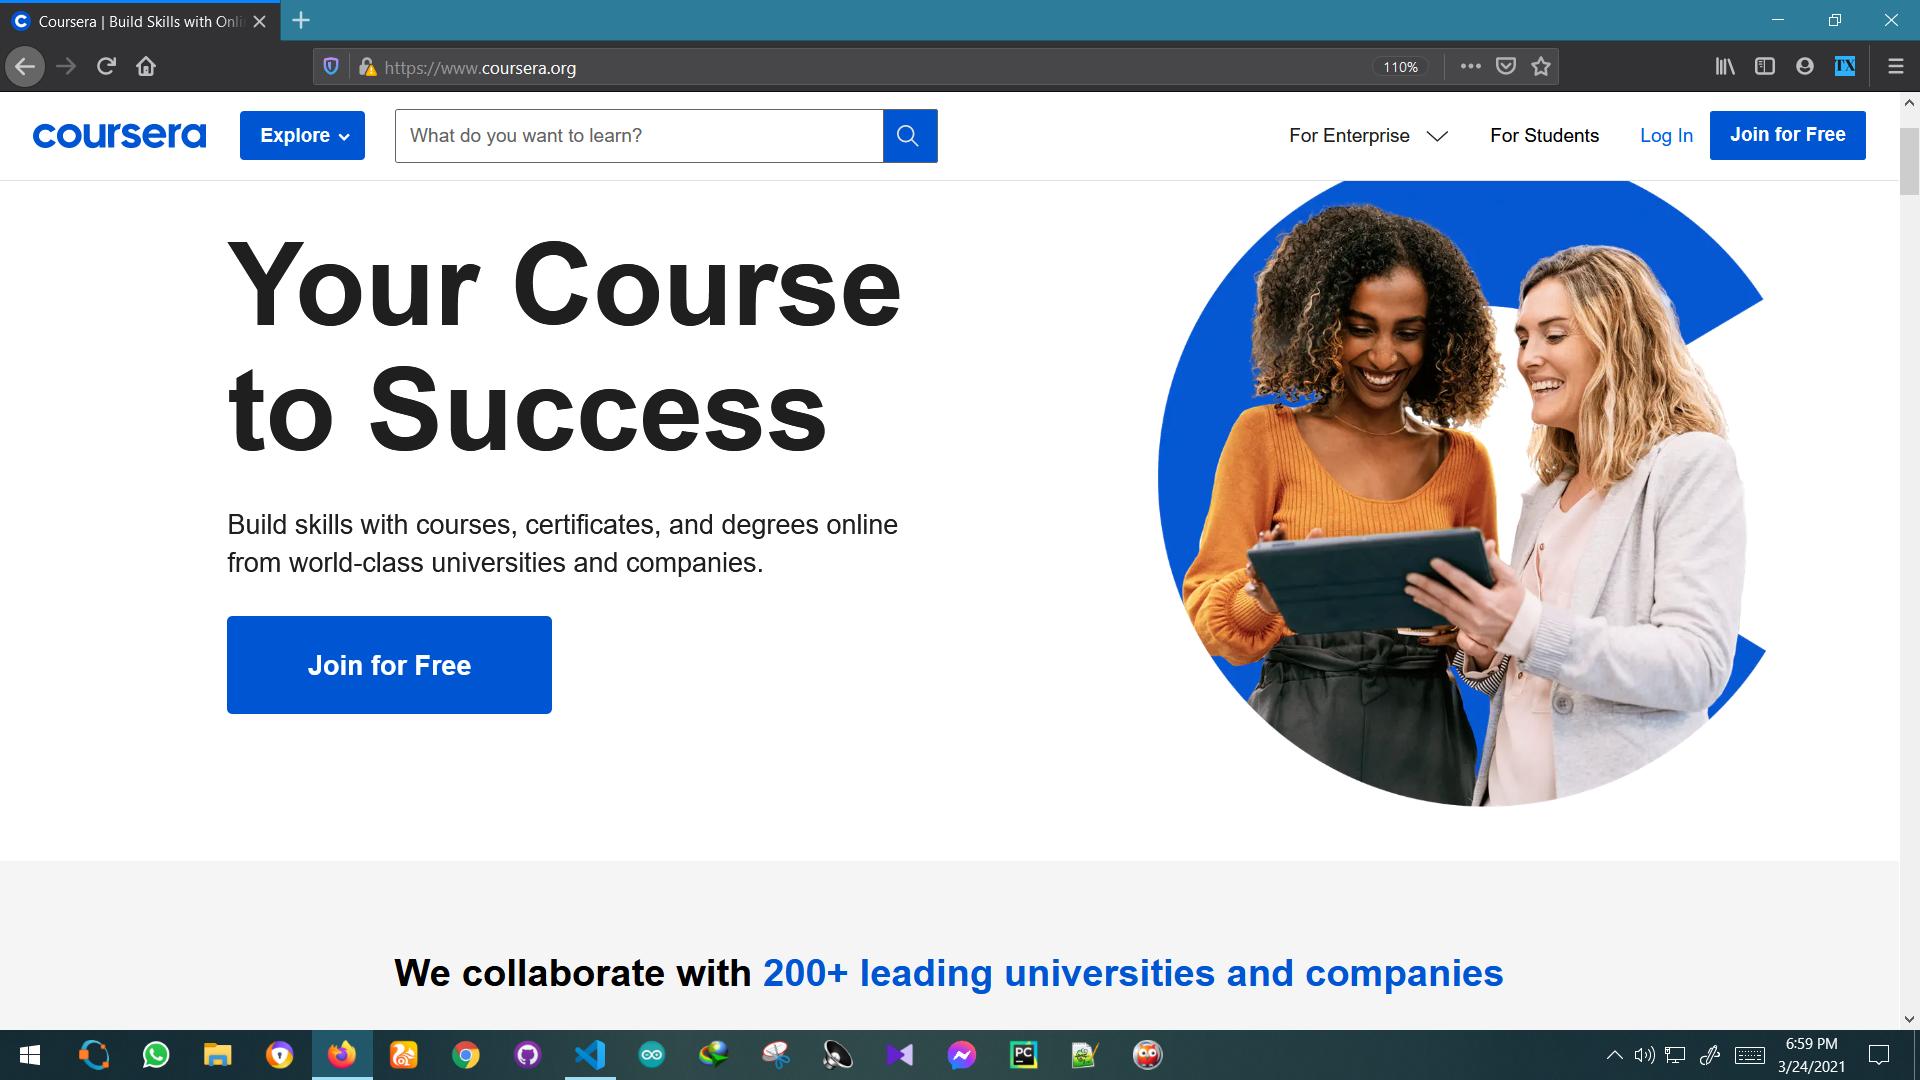 Coursera | Build Skills with Onli
https://www.coursera.org
110%
TX
coursera
Explore
What do you want to learn?
For Enterprise
For Students
Log In
Join for Free
Your Course
to Success
Build skills with courses, certificates, and degrees online
from world-class universities and companies.
Join for Free
We collaborate with 200+ leading universities and companies
PC
6:59 PM
3/24/2021